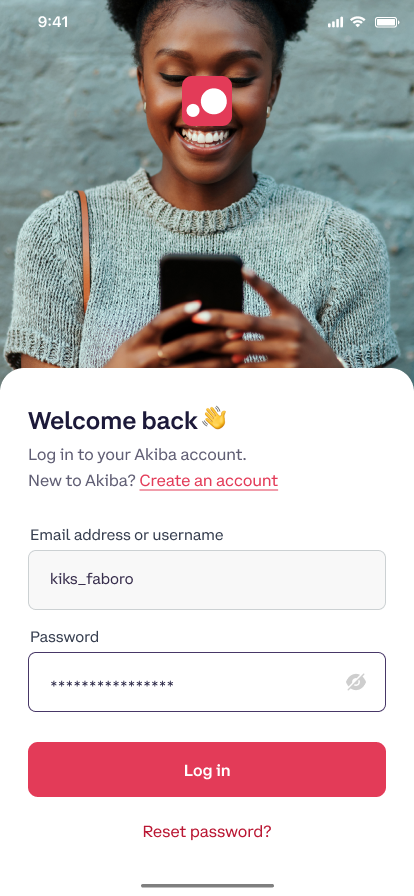 9:41
Welcome back 👋
Log in to your Akiba account.
New to Akiba? Create an account
Email address or username
kiks_faboro
Password
****************
Log in
Reset password?